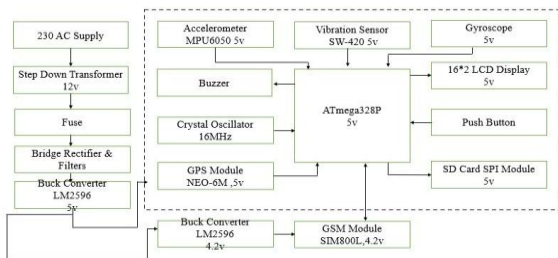 230 AC Supply
Step Down Transformer
12v
Fuse
Bridge Rectifier &
Filters
Buck Converter
LM2596
5v
Accelerometer
MPU6050 5v
Buzzer
Crystal Oscillator
16MHz
GPS Module
NEO-6M ,5v
Buck Converter
LM2596
4.2v
Vibration Sensor
SW-420 5v
ATmega328P
5v
GSM Module
SIM800L,4.2v
Gyroscope
5v
16*2 LCD Display
5v
Push Button
SD Card SPI Module
5v